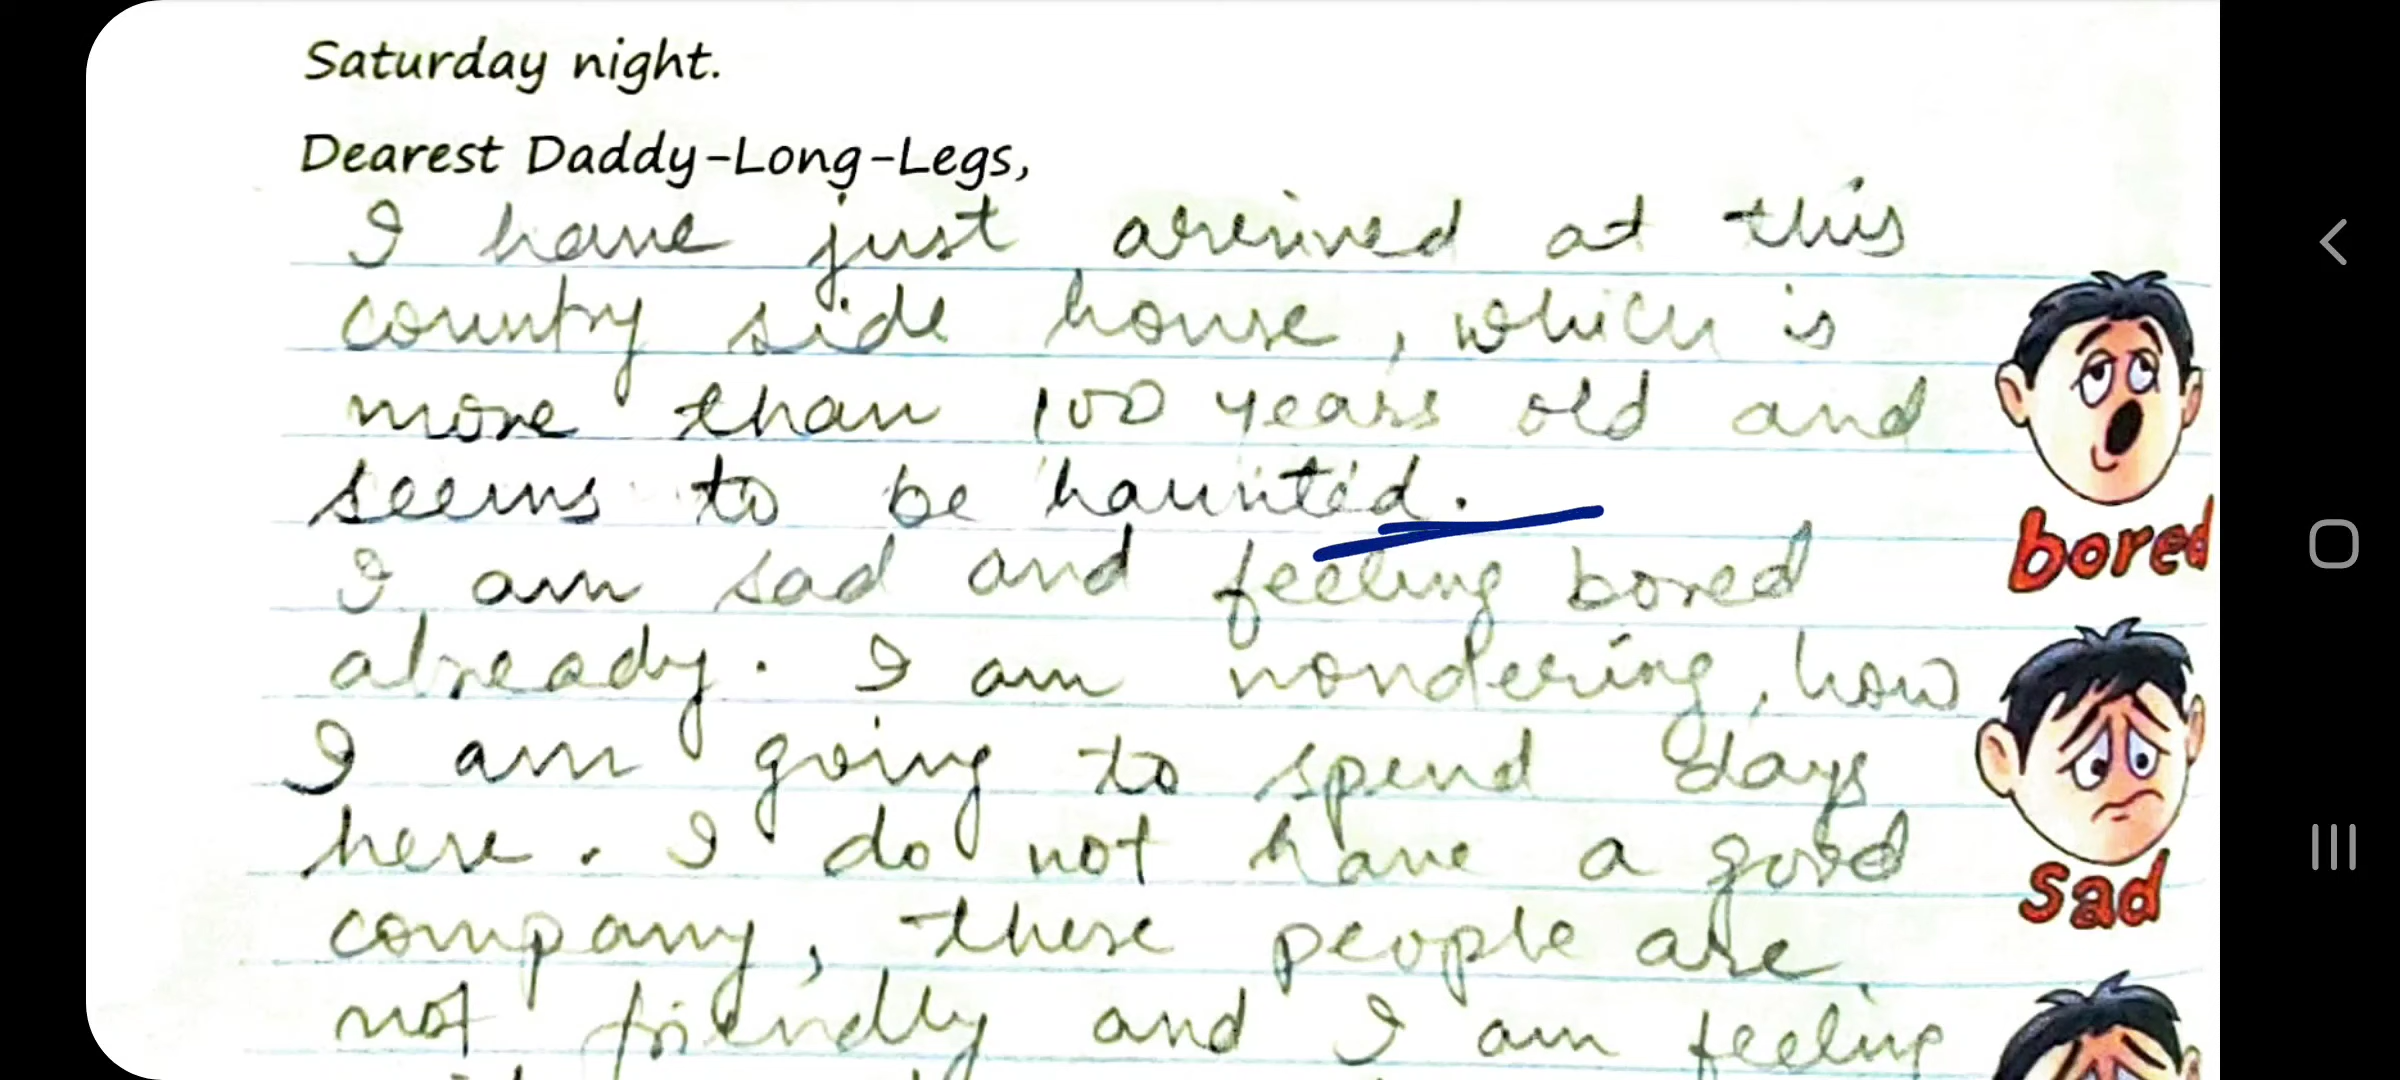 Saturday night.
Dearest Daddy-Long-Legs,
I have just arrived at this
country side house, which is
more than 100 years old and
seems to be haunted.
bored
I am sad and feeling bored
already. I am wondering, how
I am going to spend days
here. I do not have a good
sad
company, these people are
not friendly and I am feeling